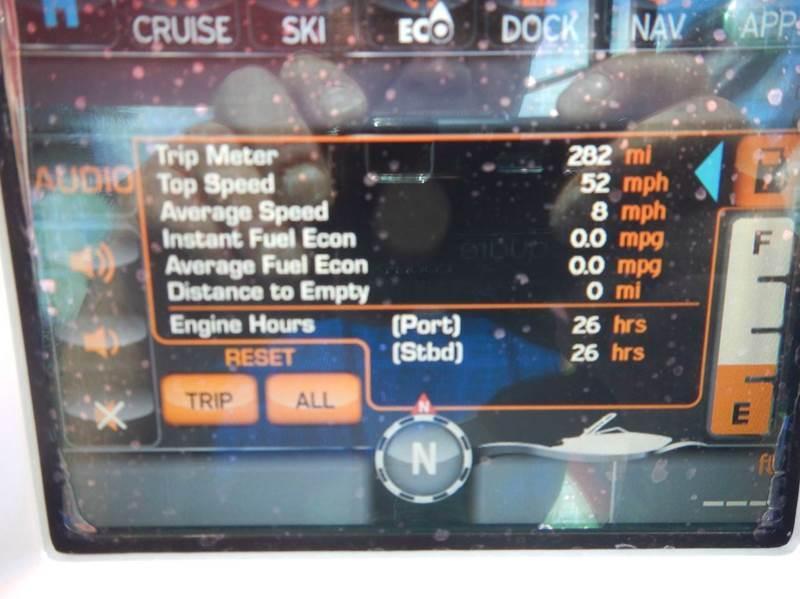 CRUISE SKI ECO DOCK NAV APPS
AUDIO
Trip Meter 282 mi
Top Speed 52 mph
Average Speed 8 mph
Instant Fuel Econ 0.0 mpg
Average Fuel Econ 0.0 mpg
Distance to Empty 0 mi
Engine Hours (Port) 26 hrs
(Stbd) 26 hrs
RESET
TRIP ALL
F
E
N
N